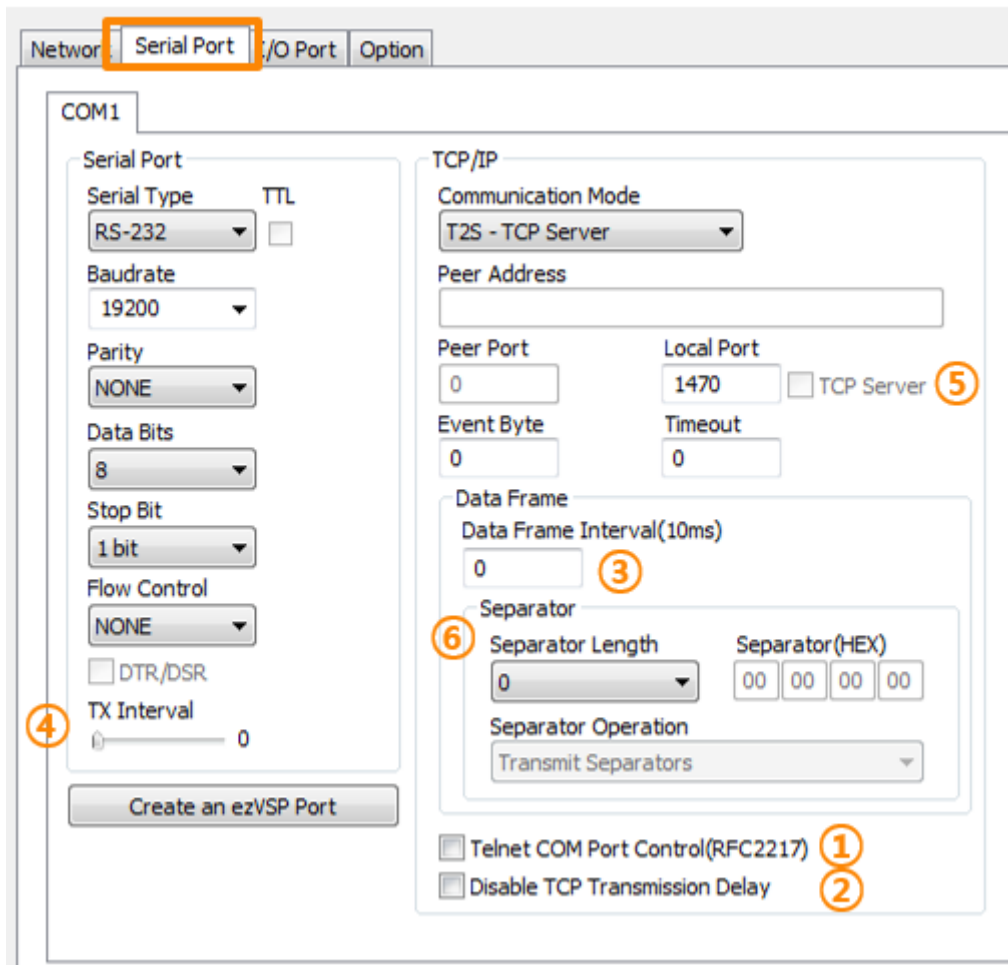 Network Serial Port I/O Port Option
COM1
Serial Port
Serial Type TTL
RS-232
Baudrate
19200
Parity
NONE
Data Bits
8
Stop Bit
1 bit
Flow Control
NONE
DTR/DSR
TX Interval
④ 0
Create an ezVSP Port
TCP/IP
Communication Mode
T2S - TCP Server
Peer Address
Peer Port Local Port
0 1470 TCP Server ⑤
Event Byte Timeout
0 0
Data Frame
Data Frame Interval(10ms)
0 ③
Separator
⑥ Separator Length Separator(HEX)
0 00 00 00 00
Separator Operation
Transmit Separators
Telnet COM Port Control(RFC2217) ①
Disable TCP Transmission Delay ②